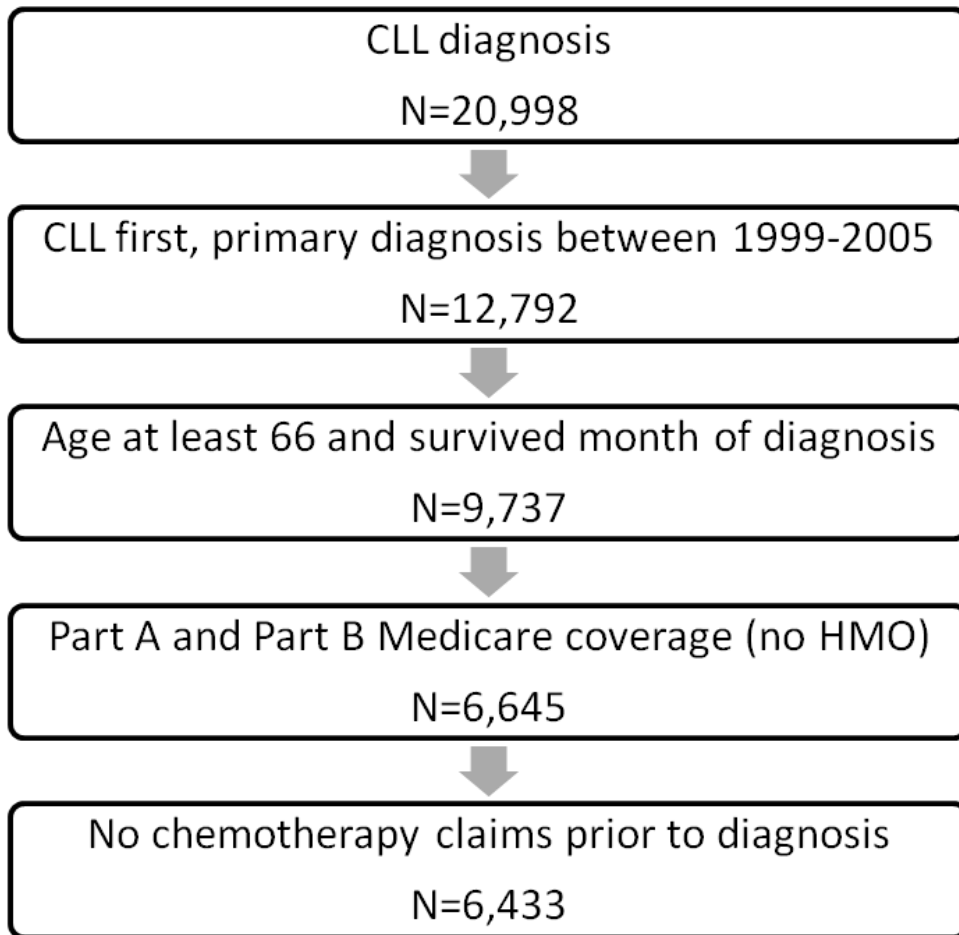 CLL diagnosis
N=20,998
CLL first, primary diagnosis between 1999-2005
N=12,792
Age at least 66 and survived month of diagnosis
N=9,737
Part A and Part B Medicare coverage (no HMO)
N=6,645
No chemotherapy claims prior to diagnosis
N=6,433